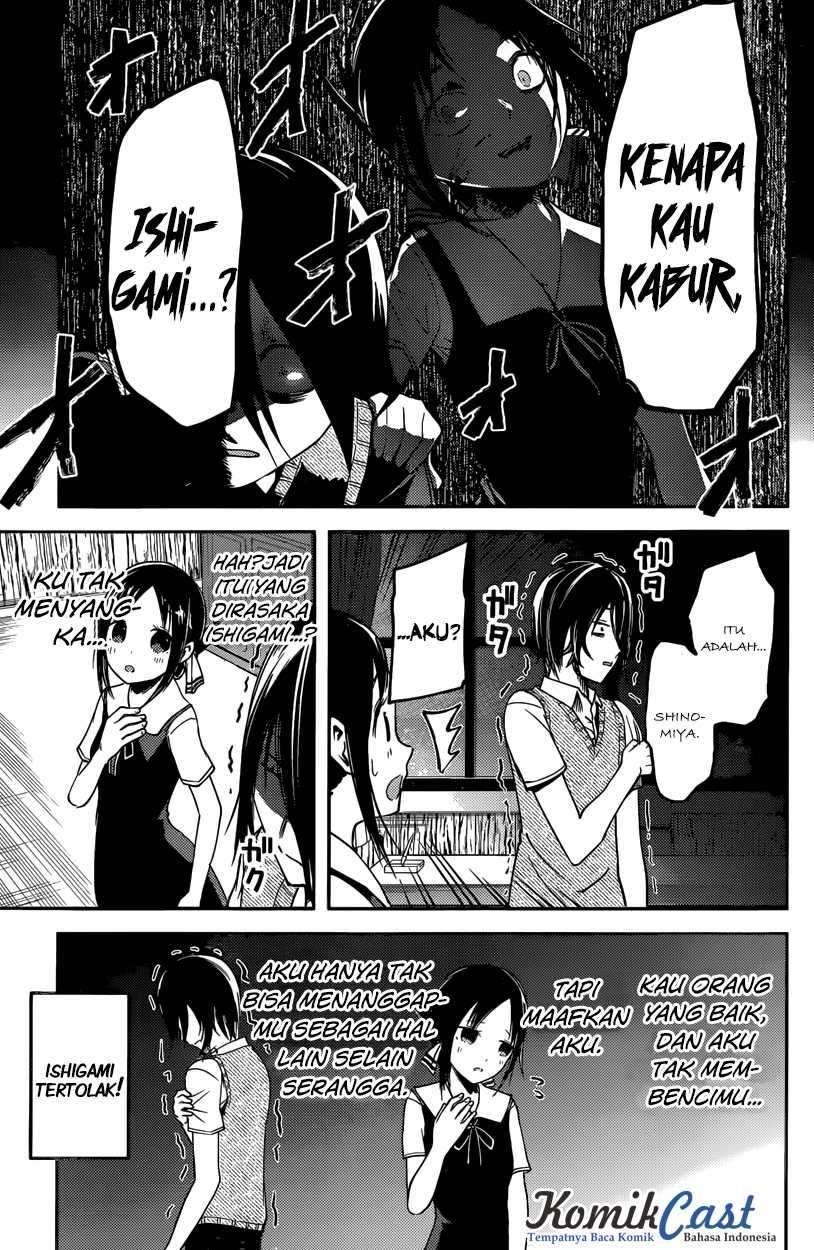 KENAPA
KAU
KABUR,
ISHI-
GAMI...?
オ
オ
オ
オ
オ
オ
オ
ITU
ADALAH...
SHINO-
MIYA.
ガタ
...AKU?
ガク
HAH?JADI
ITU YANG
DIRASAKA
ISHIGAMI...?
KU TAK
MENYANG-
KA...
KAU ORANG
YANG BAIK,
DAN AKU
TAK MEM-
BENCIMU...
TAPI
MAAFKAN
AKU.
AKU HANYA TAK
BISA MENANGGAP-
MU SEBAGAI HAL
LAIN SELAIN
SERANGGA.
ISHIGAMI
TERTOLAK!
KomikCast
Tempatnya Baca Komik Bahasa Indonesia